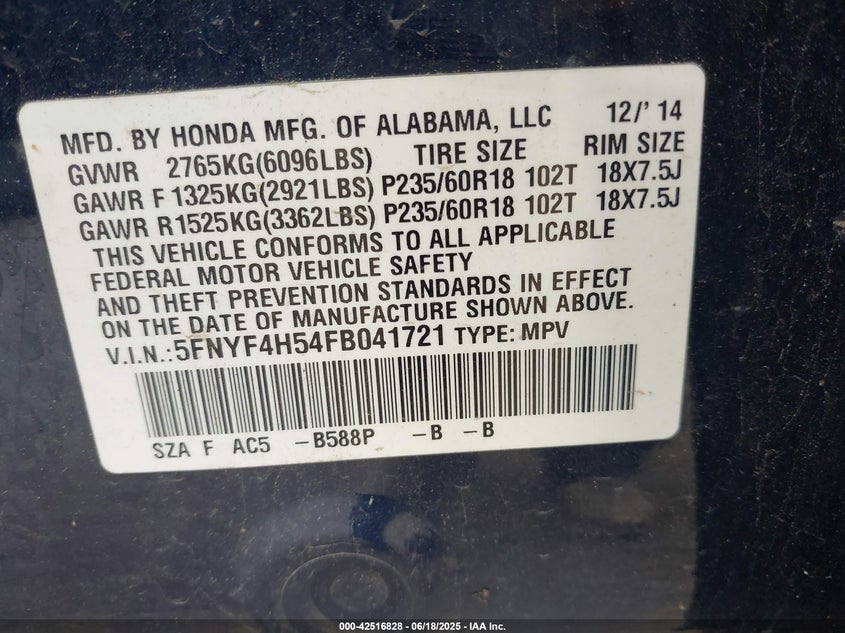 MFD. BY HONDA MFG. OF ALABAMA, LLC 12/' 14
GVWR 2765KG(6096LBS) TIRE SIZE RIM SIZE
GAWR F 1325KG(2921LBS) P235/60R18 102T 18X7.5J
GAWR R1525KG(3362LBS) P235/60R18 102T 18X7.5J
THIS VEHICLE CONFORMS TO ALL APPLICABLE
FEDERAL MOTOR VEHICLE SAFETY
AND THEFT PREVENTION STANDARDS IN EFFECT
ON THE DATE OF MANUFACTURE SHOWN ABOVE.
V.I.N.:5FNYF4H54FB041721 TYPE: MPV
SZA F AC5 -B588P -B -B
000-42516828 - 06/18/2025 - IAA Inc.